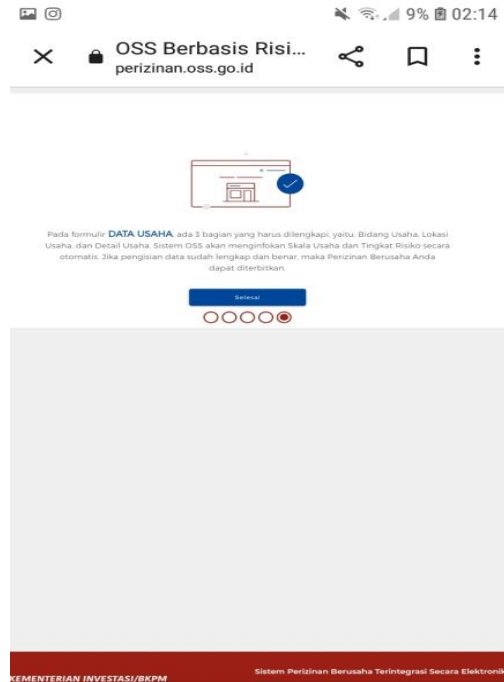 9% 02:14
OSS Berbasis Risi...
perizinan.oss.go.id
Pada formulir DATA USAHA, ada 3 bagian yang harus dilengkapi, yaitu: Bidang Usaha, Lokasi
Usaha, dan Detail Usaha. Sistem OSS akan menginfokan Skala Usaha dan Tingkat Risiko secara
otomatis. Jika pengisian data sudah lengkap dan benar, maka Perizinan Berusaha Anda
dapat diterbitkan.
Selesai
Sistem Perizinan Berusaha Terintegrasi Secara Elektronik
KEMENTERIAN INVESTASI/BKPM